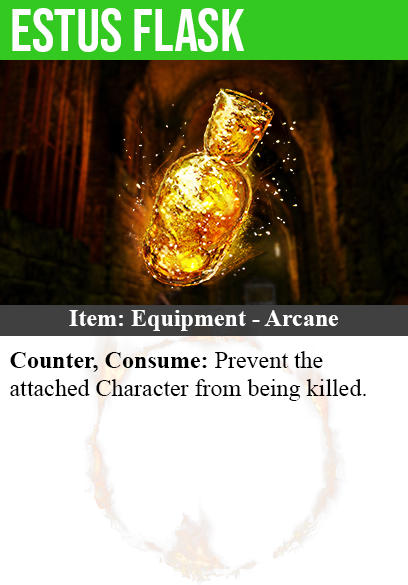 ESTUS FLASK
Item: Equipment - Arcane
Counter, Consume: Prevent the
attached Character from being killed.